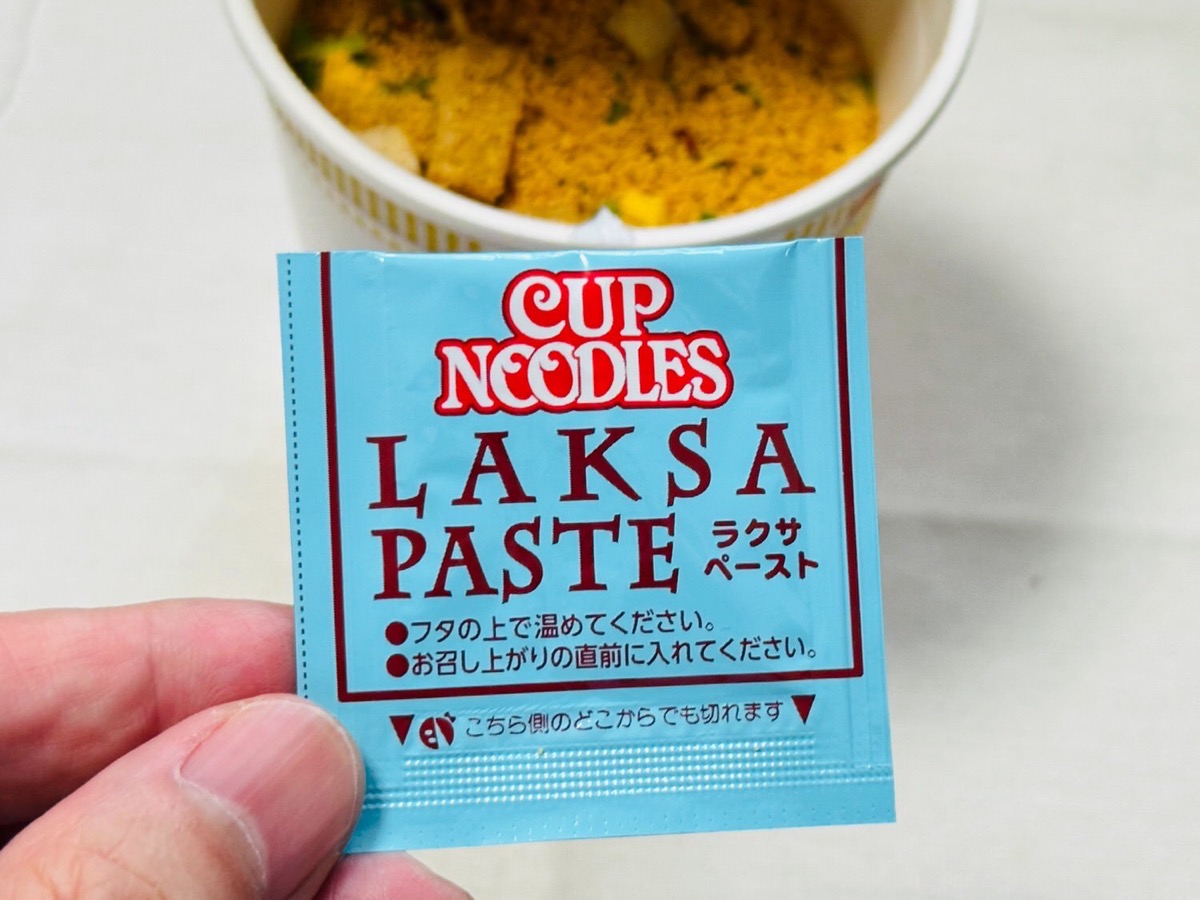 CUP
NOODLES
LAKSA
PASTE
ラクサ
ペースト
●フタの上で温めてください。
●お召し上がりの直前に入れてください。
▼こちら側のどこからでも切れます▼